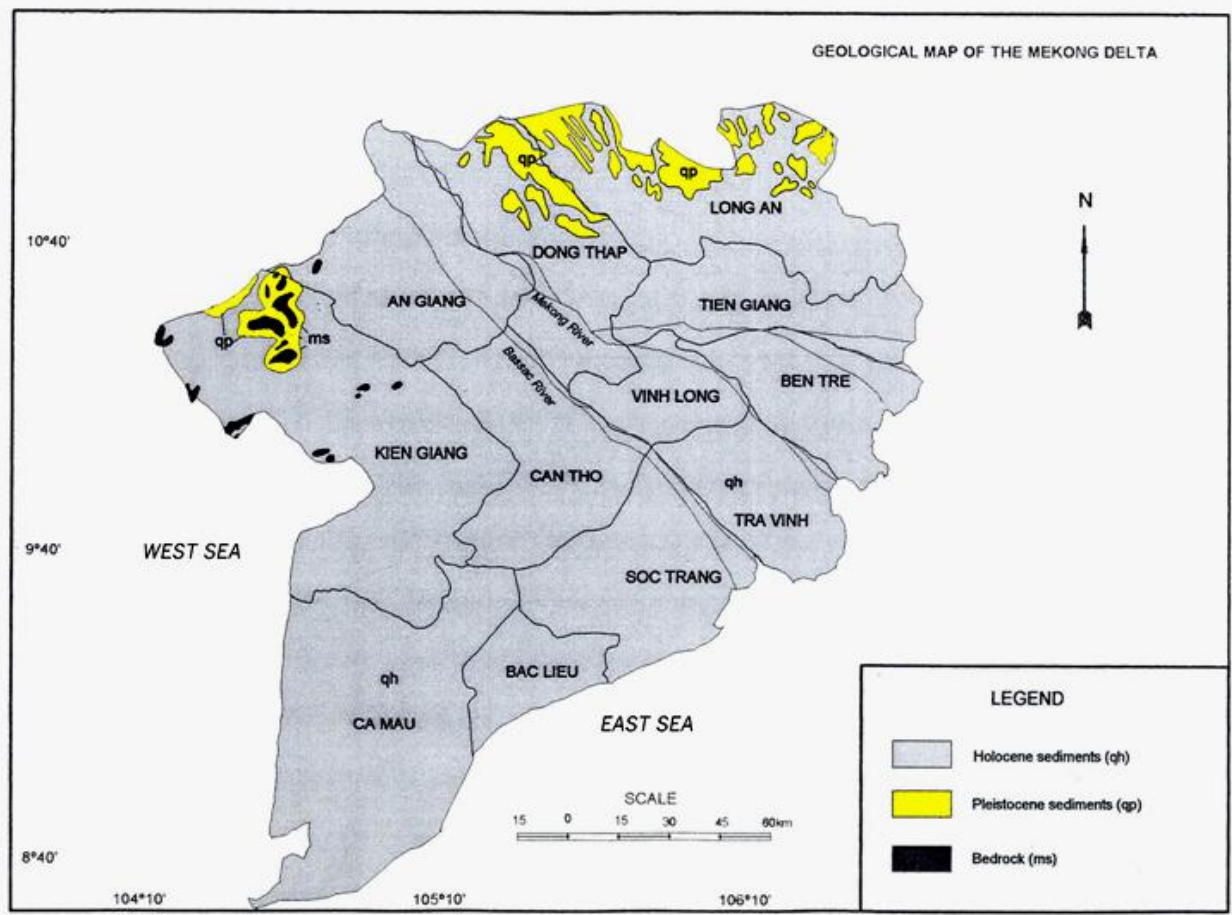 GEOLOGICAL MAP OF THE MEKONG DELTA
N
10°40'
9°40'
8°40'
104°10'
105°10'
106°10'
qp
qp
LONG AN
DONG THAP
AN GIANG
TIEN GIANG
Mekong River
Bassac River
qp
ms
BEN TRE
VINH LONG
KIEN GIANG
CAN THO
qh
TRA VINH
WEST SEA
SOC TRANG
BAC LIEU
qh
CA MAU
EAST SEA
SCALE
15 0 15 30 45 60km
LEGEND
Holocene sediments (qh)
Pleistocene sediments (qp)
Bedrock (ms)